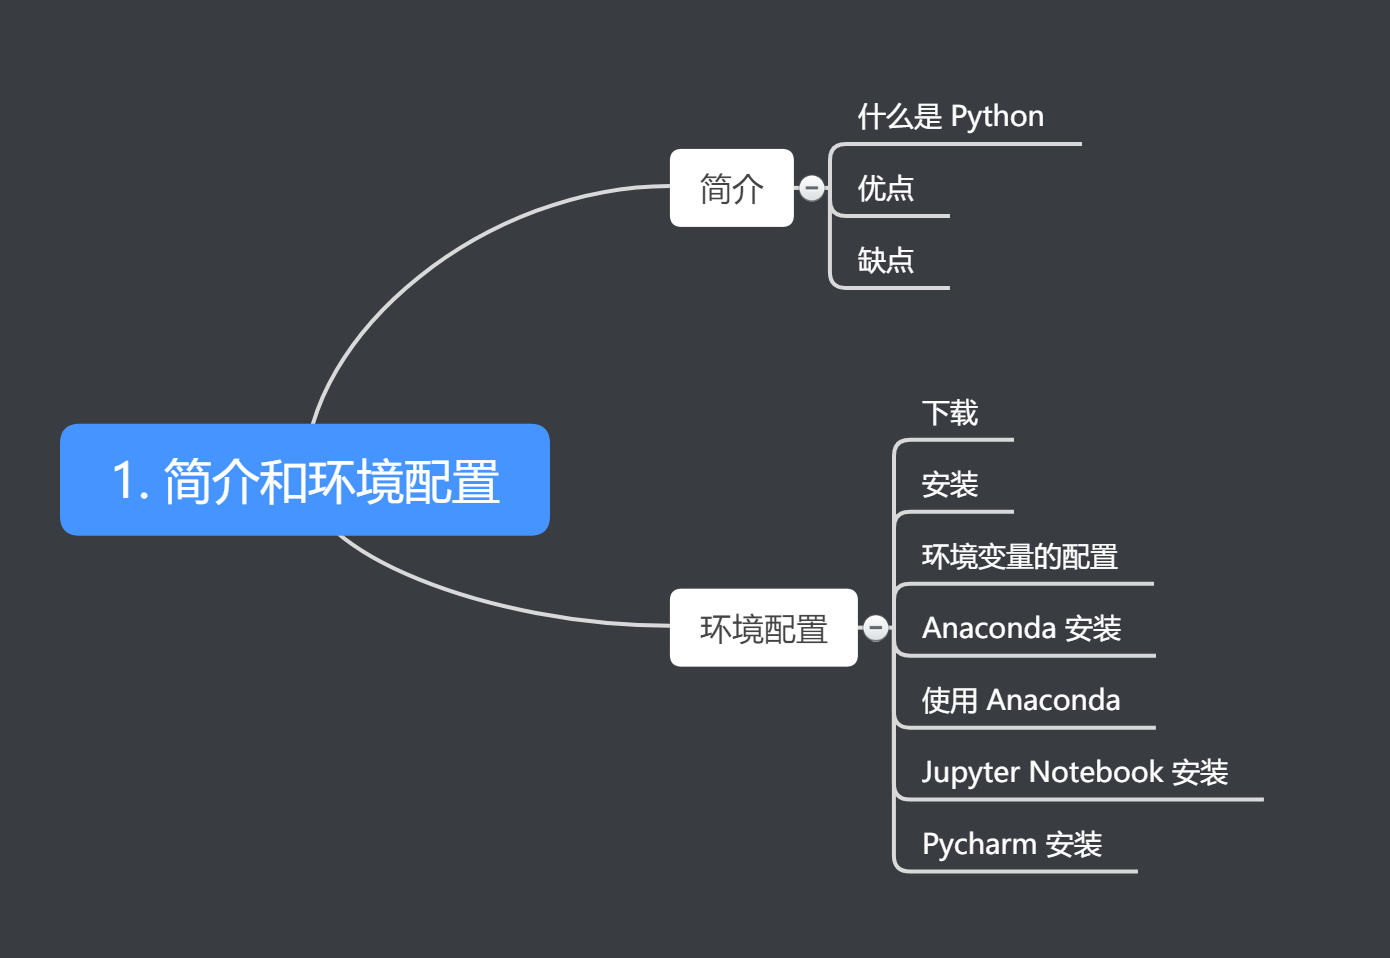 什么是 Python
简介
优点
缺点
下载
1. 简介和环境配置
安装
环境变量的配置
环境配置
Anaconda 安装
使用 Anaconda
Jupyter Notebook 安装
Pycharm 安装